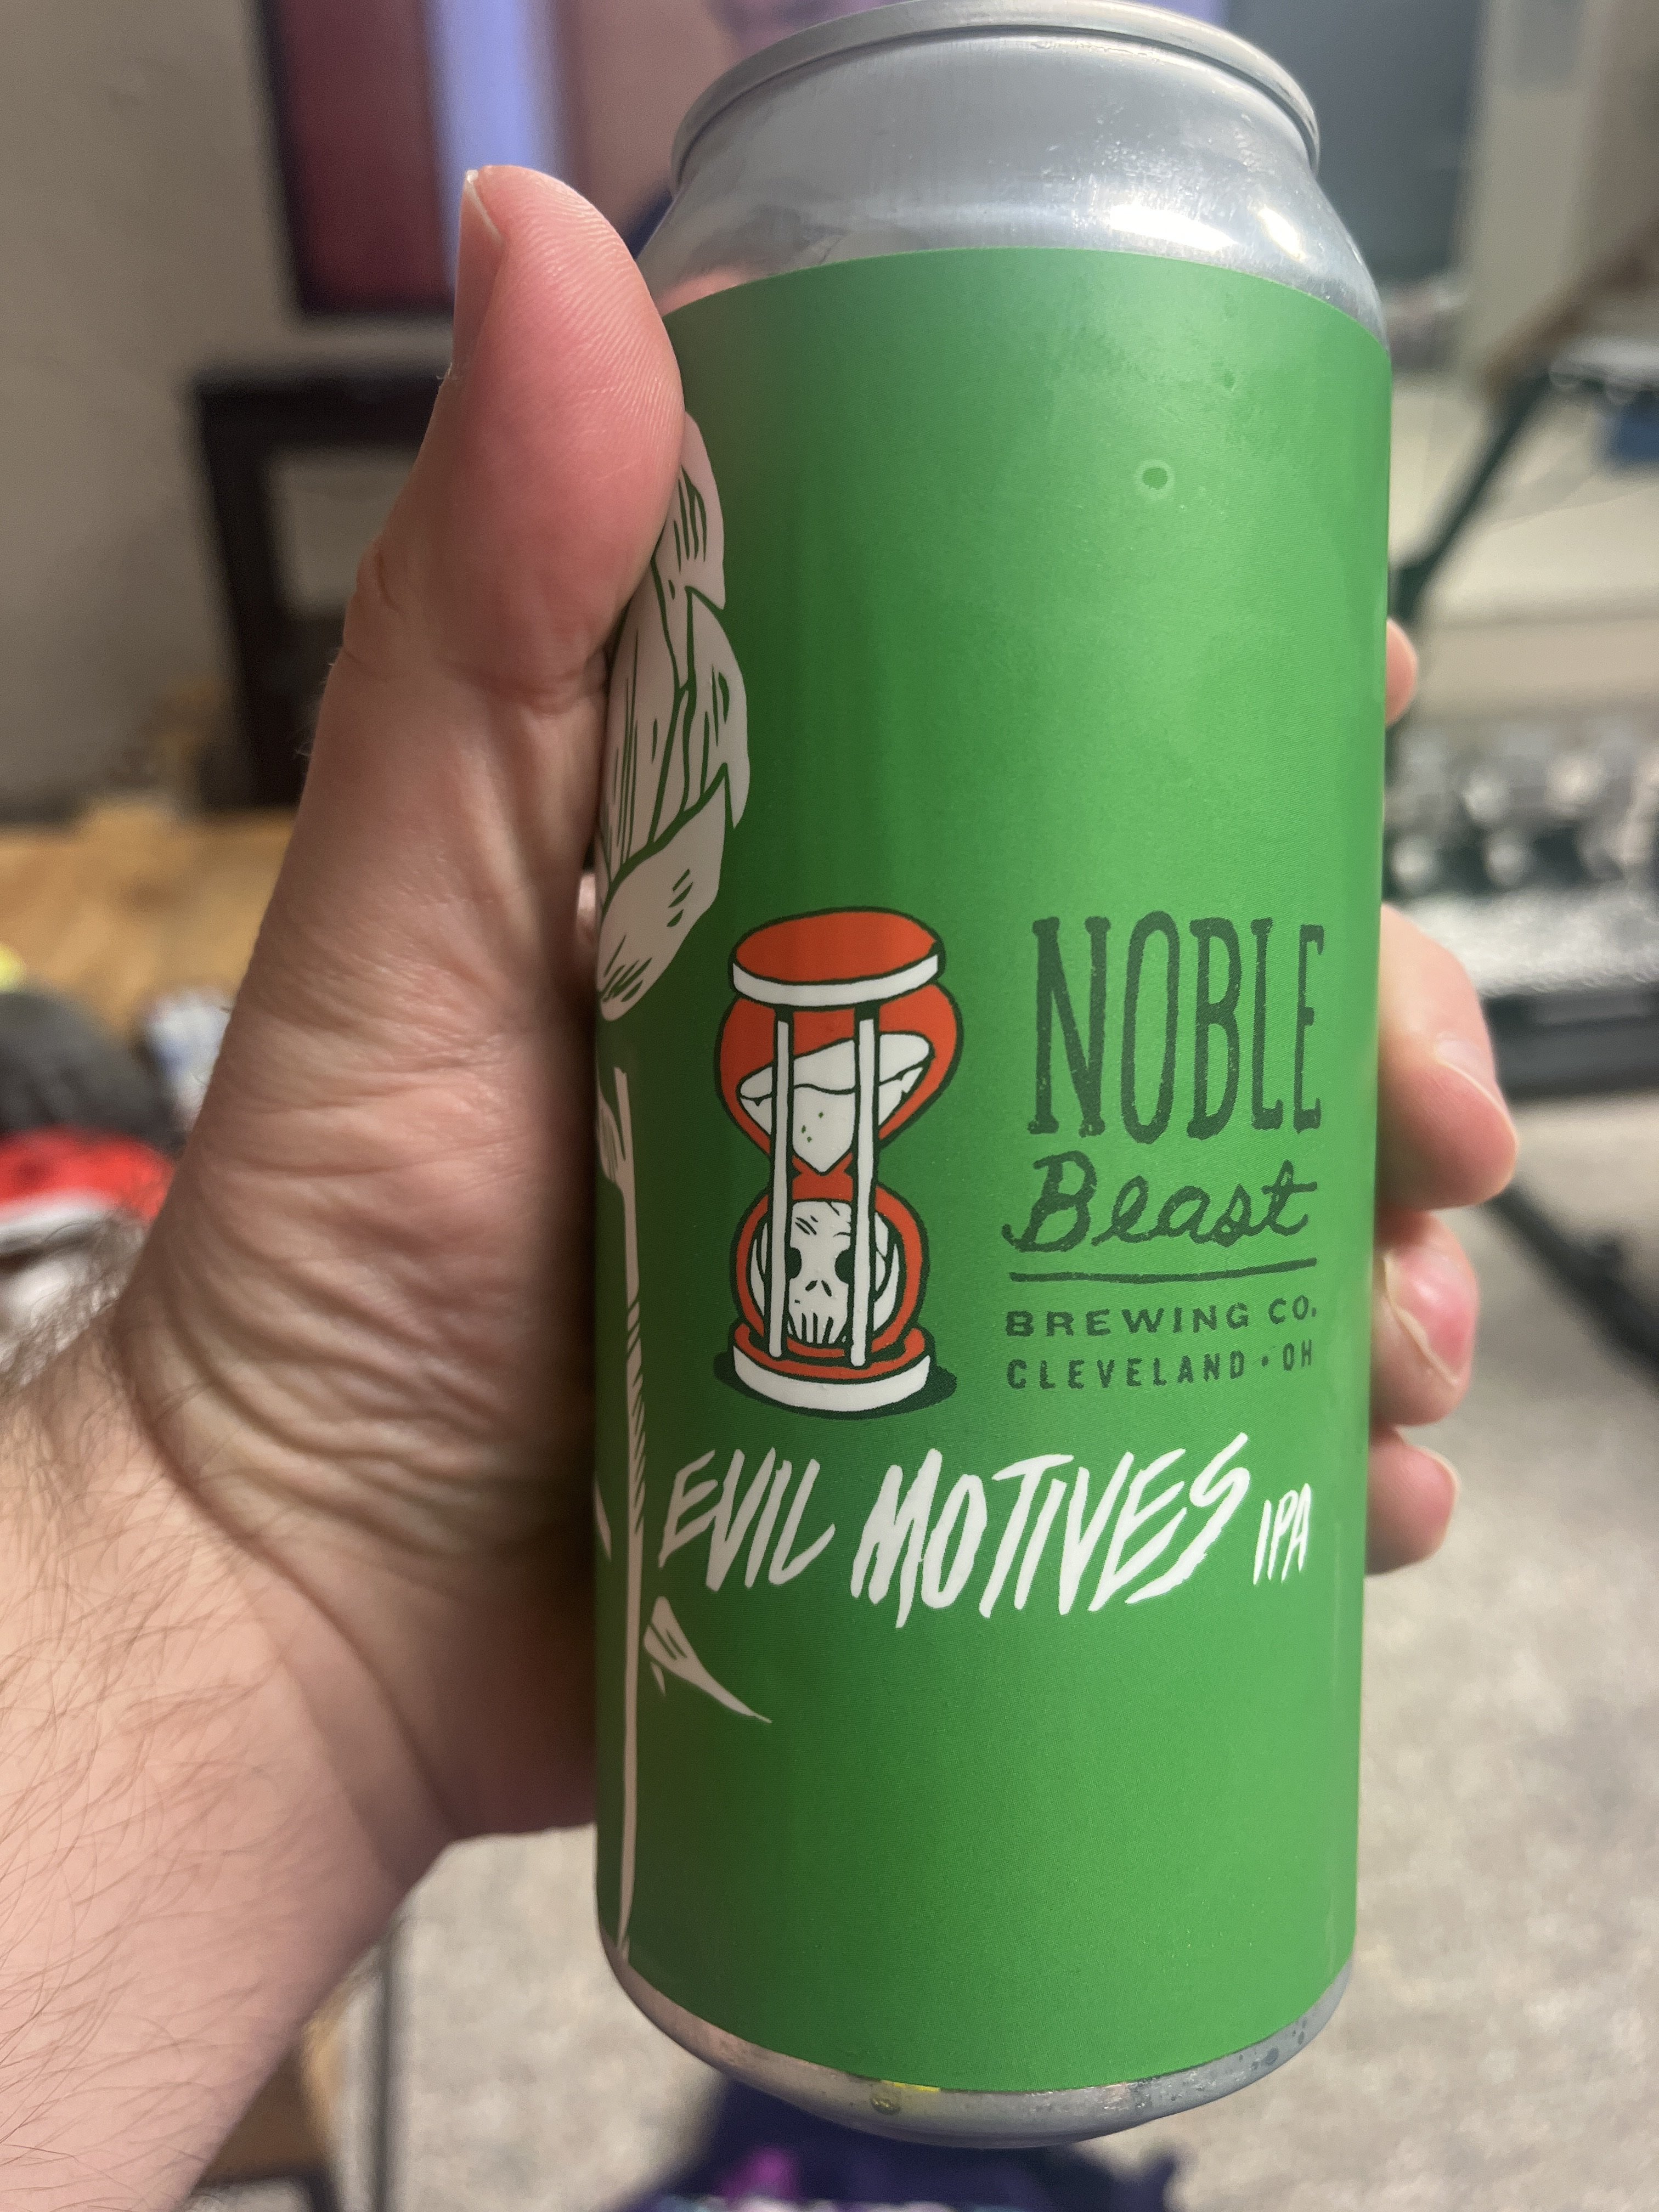 NOBLE
Beast
BREWING CO.
CLEVELAND • OH
EVIL MOTIVES IPA